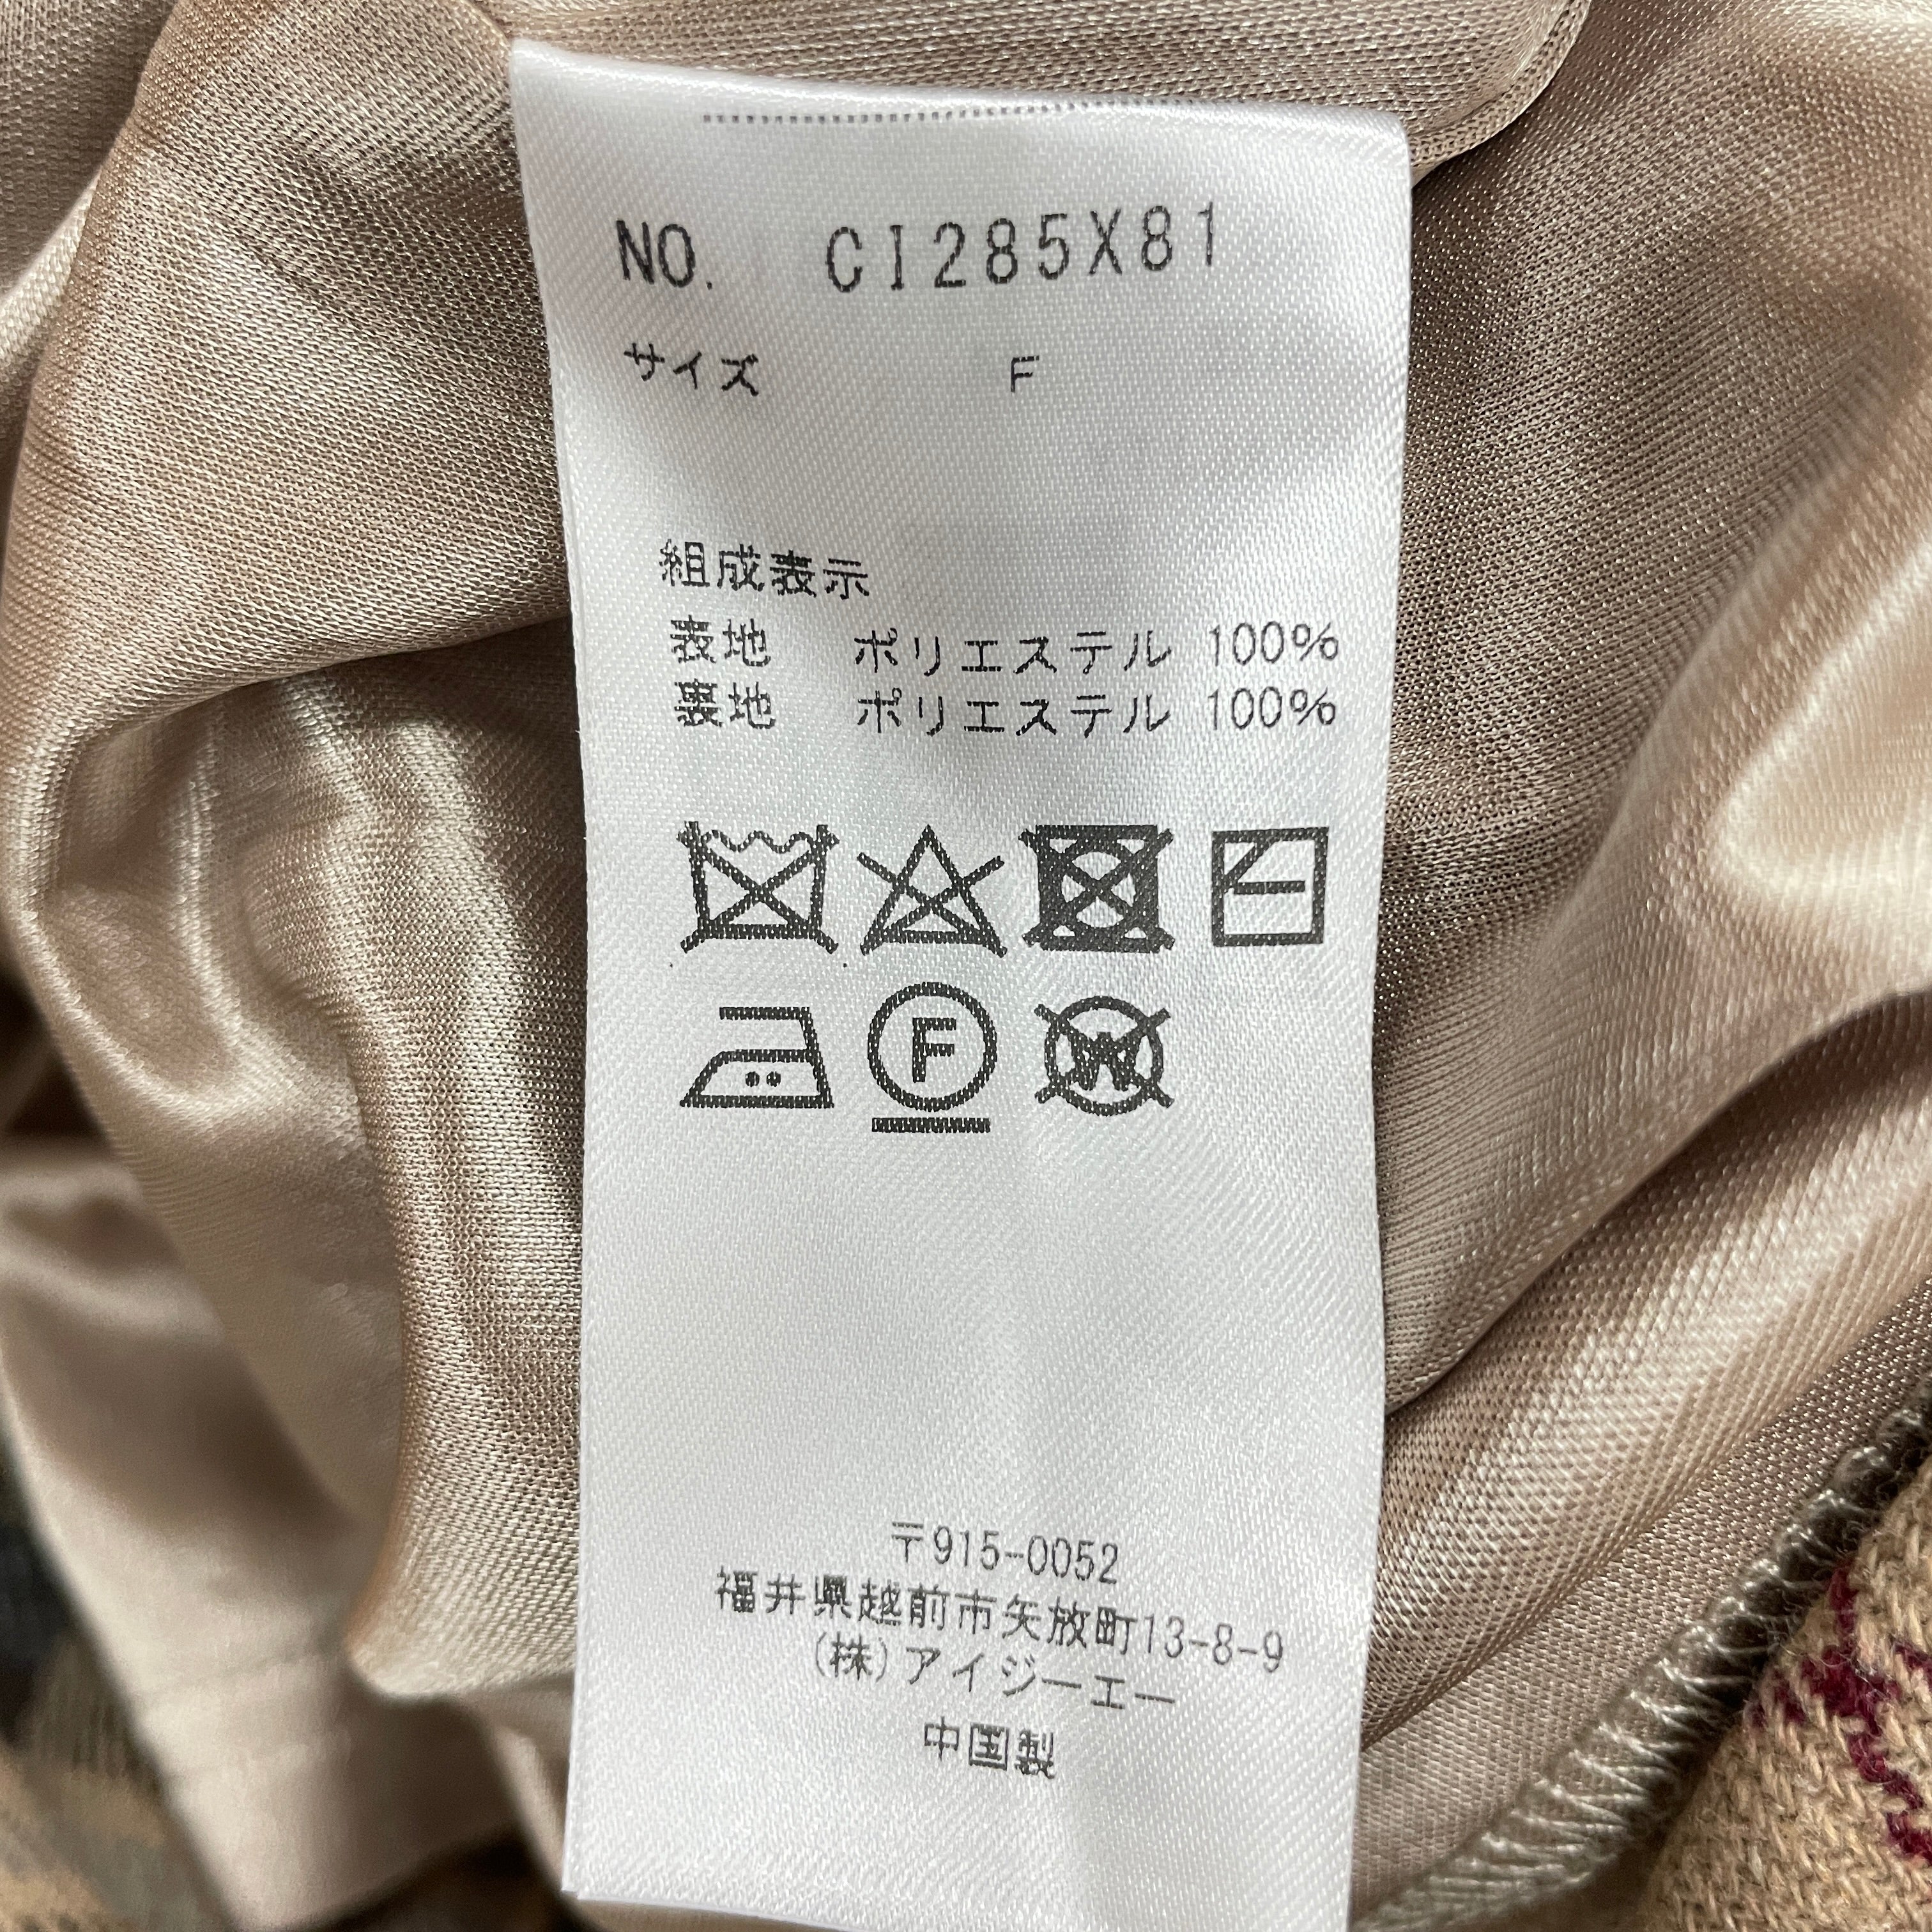 NO. CI285X81
サイズ F
組成表示
表地 ポリエステル 100%
裏地 ポリエステル 100%
F
W
〒915-0052
福井県越前市矢放町13-8-9
(株)アイジーエー
中国製